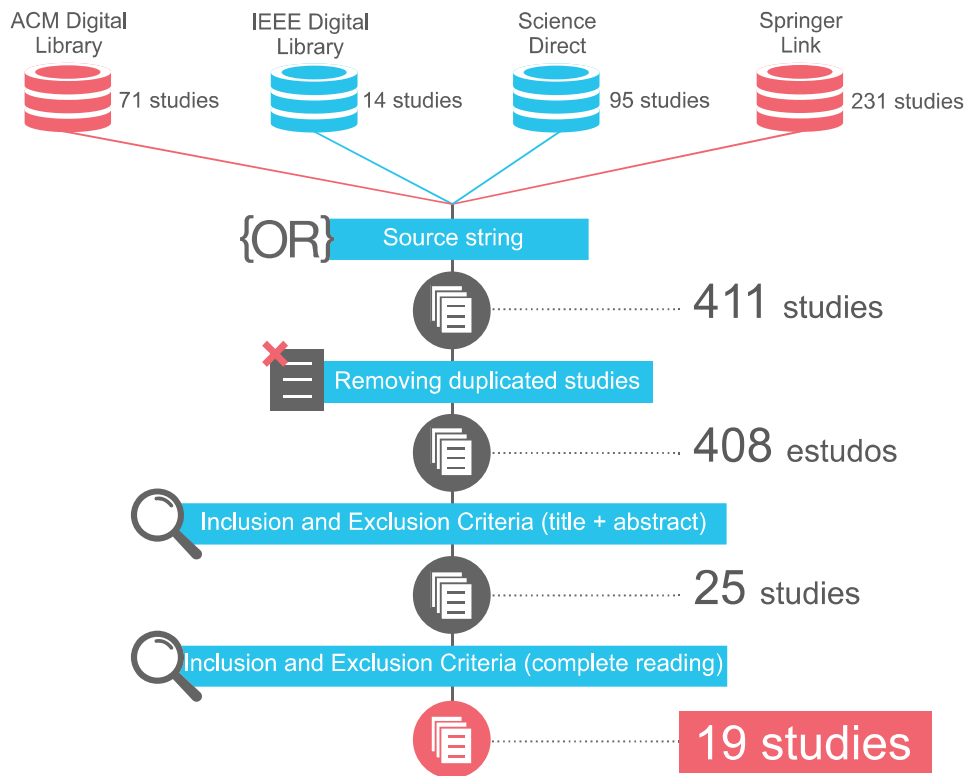 ACM Digital
Library
IEEE Digital
Library
Science
Direct
Springer
Link
71 studies
14 studies
95 studies
231 studies
{OR}
Source string
411 studies
Removing duplicated studies
408 estudos
Inclusion and Exclusion Criteria (title + abstract)
25 studies
Inclusion and Exclusion Criteria (complete reading)
19 studies